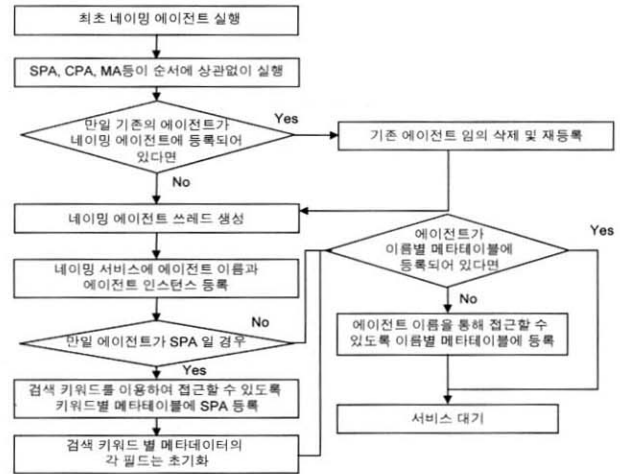 최초 네이밍 에이전트 실행
SPA, CPA, MA등이 순서에 상관없이 실행
만일 기존의 에이전트가
네이밍 에이전트에 등록되어
있다면
Yes
기존 에이전트 임의 삭제 및 재등록
No
네이밍 에이전트 쓰레드 생성
네이밍 서비스에 에이전트 이름과
에이전트 인스턴스 등록
만일 에이전트가 SPA 일 경우
No
Yes
검색 키워드를 이용하여 접근할 수 있도록
키워드별 메타테이블에 SPA 등록
검색 키워드 별 메타데이터의
각 필드는 초기화
에이전트가
이름별 메타테이블에
등록되어 있다면
Yes
No
에이전트 이름을 통해 접근할 수
있도록 이름별 메타테이블에 등록
서비스 대기